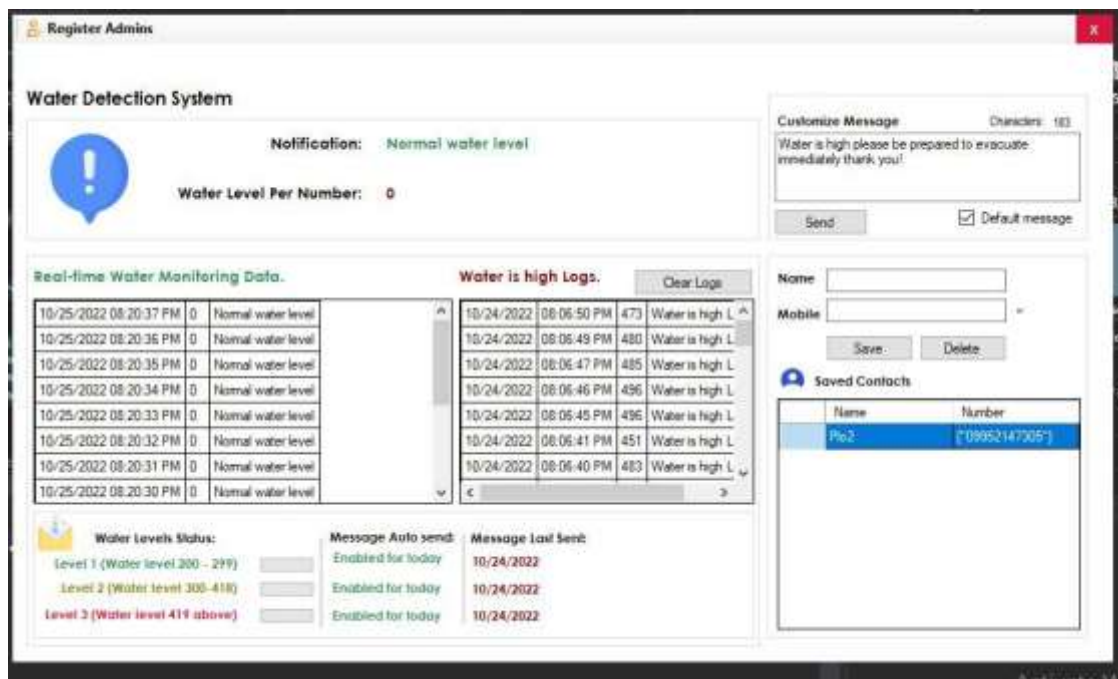 Register Admins
x
Water Detection System
Notification: Normal water level
Water Level Per Number: 0
Customize Message Characters: 103
Water is high please be prepared to evacuate
immediately thank you!
Send Default message
Real-time Water Monitoring Data.
10/25/2022 08:20:37 PM 0 Normal water level
10/25/2022 08:20:36 PM 0 Normal water level
10/25/2022 08:20:35 PM 0 Normal water level
10/25/2022 08:20:34 PM 0 Normal water level
10/25/2022 08:20:33 PM 0 Normal water level
10/25/2022 08:20:32 PM 0 Normal water level
10/25/2022 08:20:31 PM 0 Normal water level
10/25/2022 08:20:30 PM 0 Normal water level
Water is high Logs. Clear Logs
10/24/2022 08:06:50 PM 473 Water is high L
10/24/2022 08:06:49 PM 480 Water is high L
10/24/2022 08:06:47 PM 485 Water is high L
10/24/2022 08:06:46 PM 496 Water is high L
10/24/2022 08:06:45 PM 496 Water is high L
10/24/2022 08:06:41 PM 451 Water is high L
10/24/2022 08:06:40 PM 483 Water is high L
Name
Mobile
Save Delete
Saved Contacts
Name Number
Plo2 {"09952147305"}
Water Levels Status: Message Auto send: Message Last Sent:
Level 1 (Water level 200 - 299) Enabled for today 10/24/2022
Level 2 (Water level 300-418) Enabled for today 10/24/2022
Level 3 (Water level 419 above) Enabled for today 10/24/2022